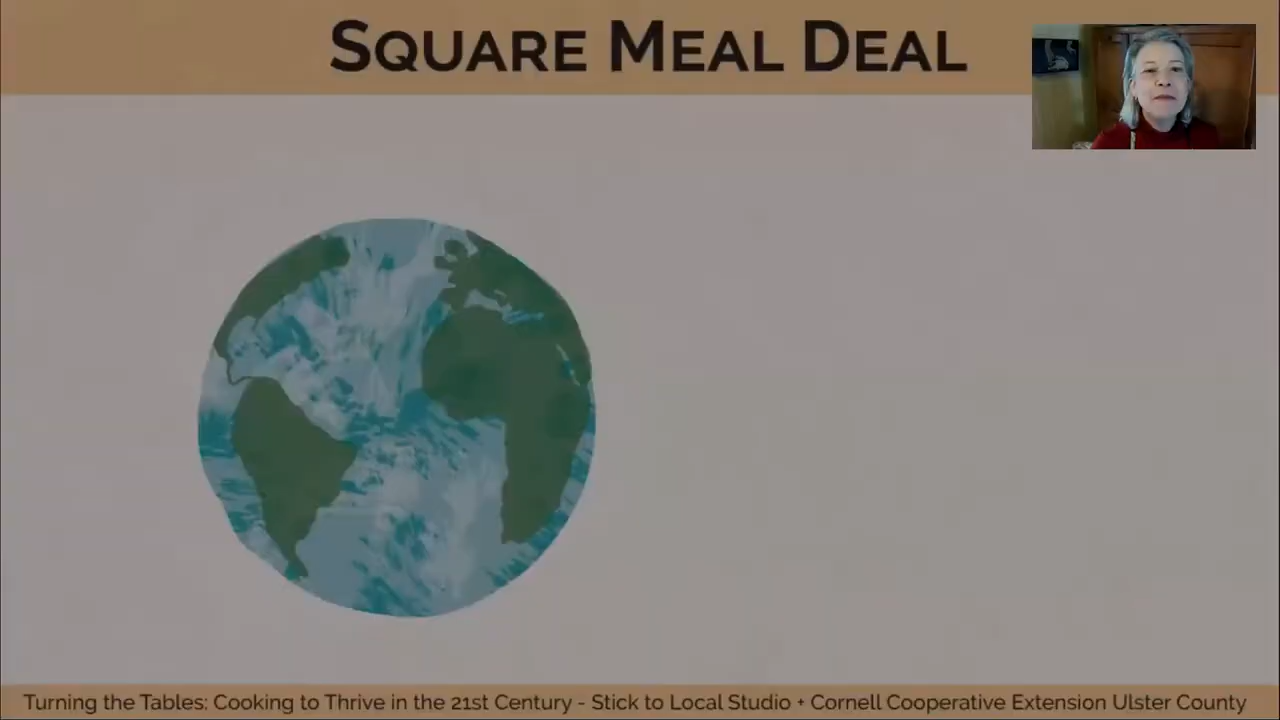 Square Meal Deal
Turning the Tables: Cooking to Thrive in the 21st Century - Stick to Local Studio + Cornell Cooperative Extension Ulster County